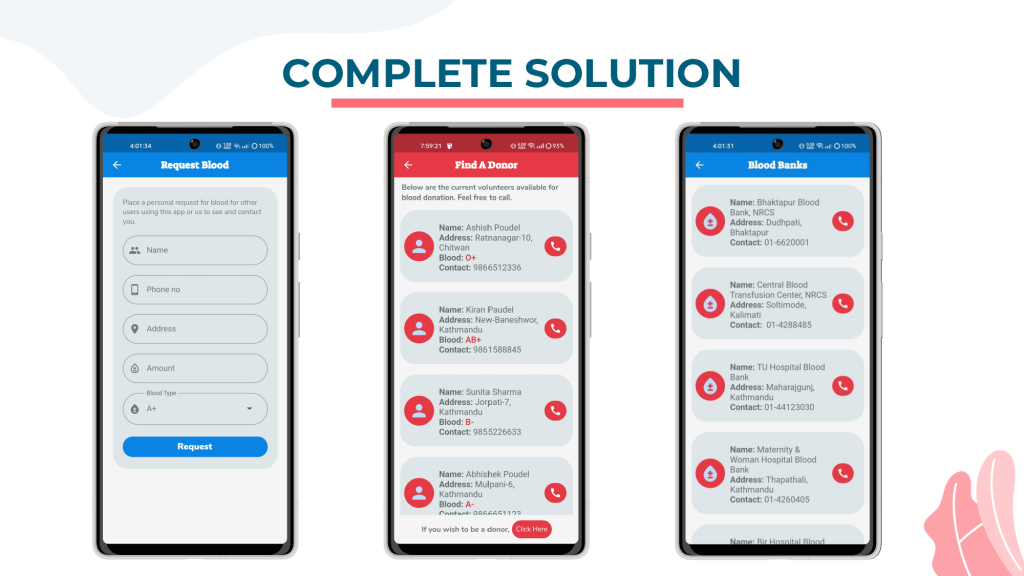 COMPLETE SOLUTION
4:01:34
100%
Request Blood
Place a personal request for blood for other
users using this app or us to see and contact
you.
Name
Phone no
Address
Amount
Blood Type
A+
Request
7:59:21
93%
Find A Donor
Below are the current volunteers available for
blood donation. Feel free to call.
Name: Ashish Poudel
Address: Ratnanagar-10,
Chitwan
Blood: O+
Contact: 9866512336
Name: Kiran Paudel
Address: New-Baneshwor,
Kathmandu
Blood: AB+
Contact: 9861588845
Name: Sunita Sharma
Address: Jorpati-7,
Kathmandu
Blood: B-
Contact: 9855226633
Name: Abhishek Poudel
Address: Mulpani-6,
Kathmandu
Blood: A-
Contact: 9866651123
If you wish to be a donor, Click Here
4:01:31
100%
Blood Banks
Name: Bhaktapur Blood
Bank, NRCS
Address: Dudhpati,
Bhaktapur
Contact: 01-6620001
Name: Central Blood
Transfusion Center, NRCS
Address: Soltimode,
Kalimati
Contact: 01-4288485
Name: TU Hospital Blood
Bank
Address: Maharajgunj,
Kathmandu
Contact: 01-44123030
Name: Maternity &
Woman Hospital Blood
Bank
Address: Thapathali,
Kathmandu
Contact: 01-4260405
Name: Bir Hospital Blood